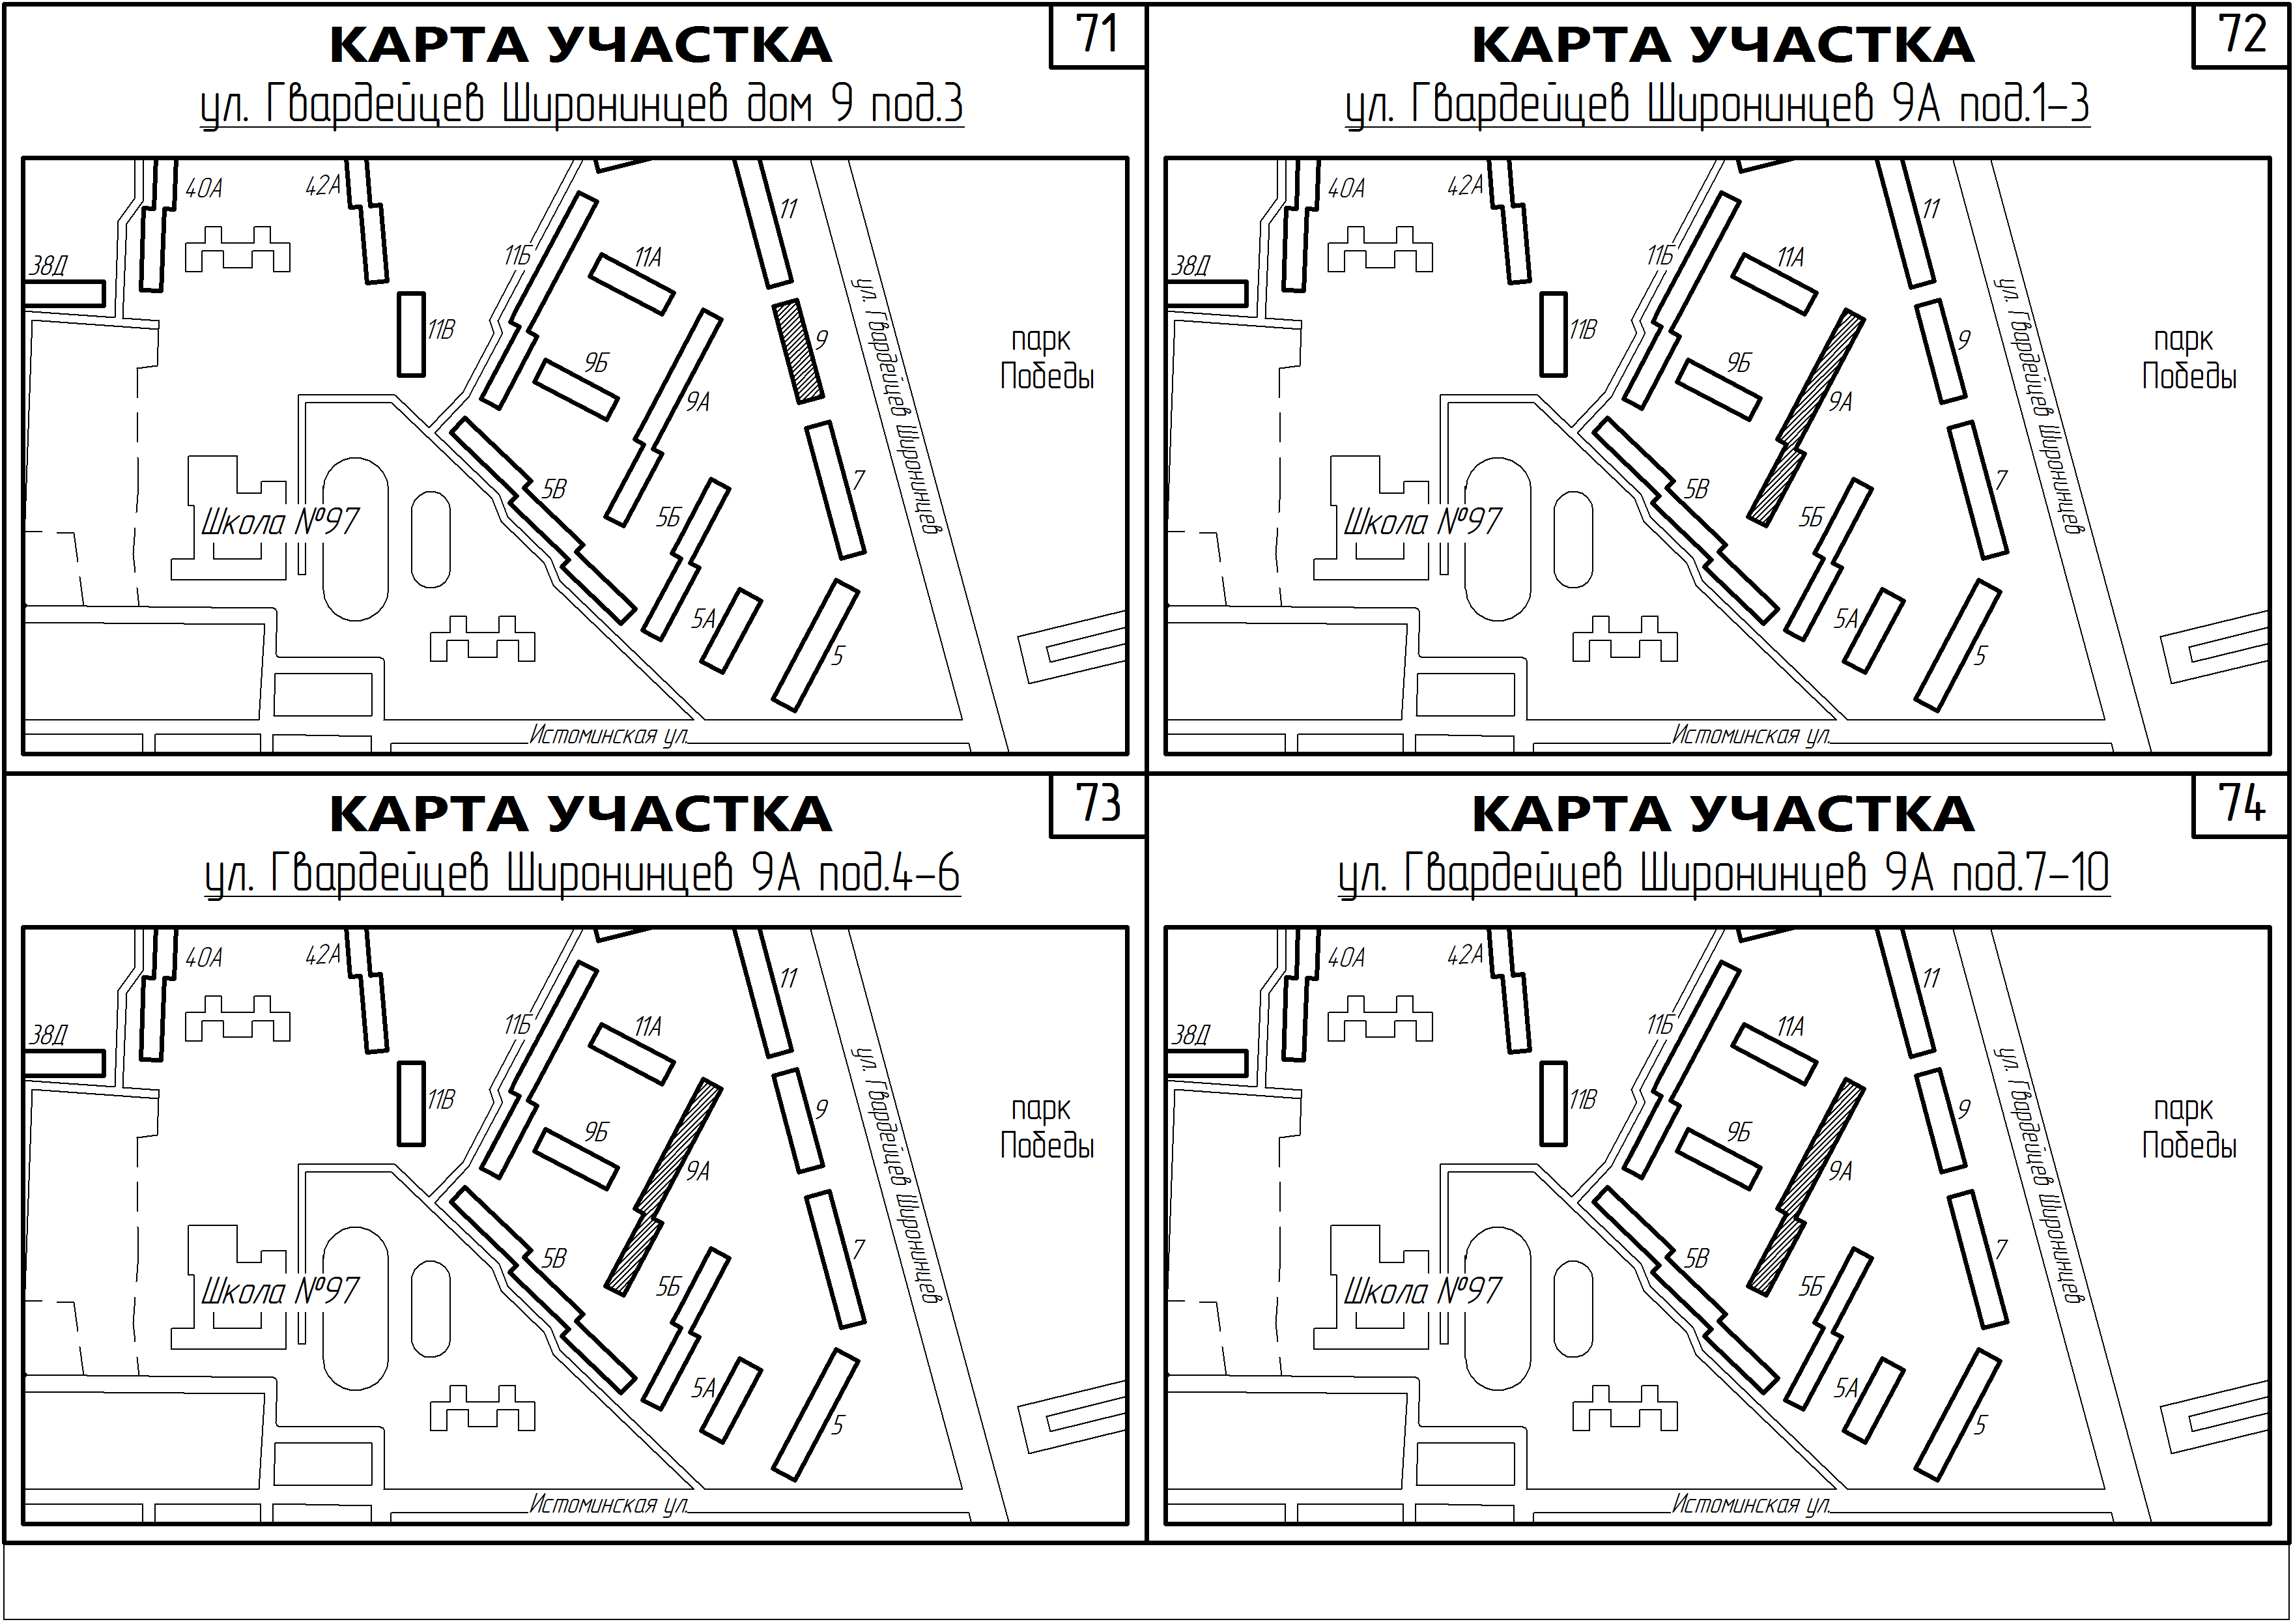 71
КАРТА УЧАСТКА
ул. Гвардейцев Широнинцев дом 9 под.3
40А
42А
11
11Б
11А
38Д
ул. Гвардейцев Широнинцев
11В
9
парк
Победы
9Б
9А
7
5В
5Б
Школа №97
5А
5
Истоминская ул.
72
КАРТА УЧАСТКА
ул. Гвардейцев Широнинцев 9А под.1-3
40А
42А
11
11Б
11А
38Д
ул. Гвардейцев Широнинцев
11В
9
парк
Победы
9Б
9А
7
5В
5Б
Школа №97
5А
5
Истоминская ул.
73
КАРТА УЧАСТКА
ул. Гвардейцев Широнинцев 9А под.4-6
40А
42А
11
11Б
11А
38Д
ул. Гвардейцев Широнинцев
11В
9
парк
Победы
9Б
9А
7
5В
5Б
Школа №97
5А
5
Истоминская ул.
74
КАРТА УЧАСТКА
ул. Гвардейцев Широнинцев 9А под.7-10
40А
42А
11
11Б
11А
38Д
ул. Гвардейцев Широнинцев
11В
9
парк
Победы
9Б
9А
7
5В
5Б
Школа №97
5А
5
Истоминская ул.